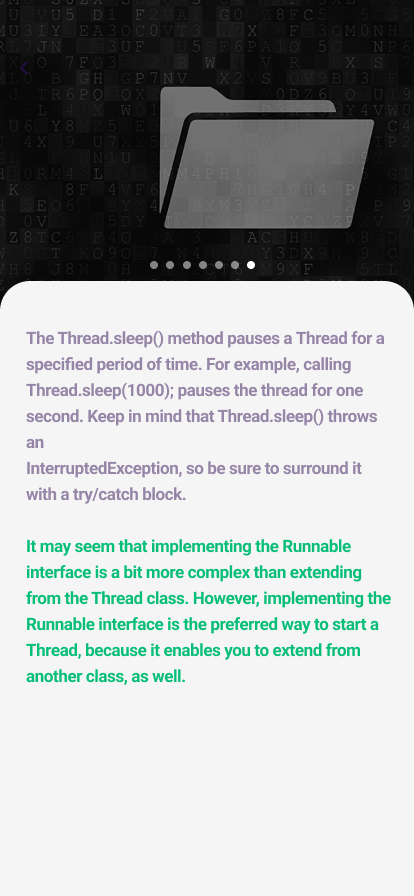 The Thread.sleep() method pauses a Thread for a
specified period of time. For example, calling
Thread.sleep(1000); pauses the thread for one
second. Keep in mind that Thread.sleep() throws
an
InterruptedException, so be sure to surround it
with a try/catch block.
It may seem that implementing the Runnable
interface is a bit more complex than extending
from the Thread class. However, implementing the
Runnable interface is the preferred way to start a
Thread, because it enables you to extend from
another class, as well.